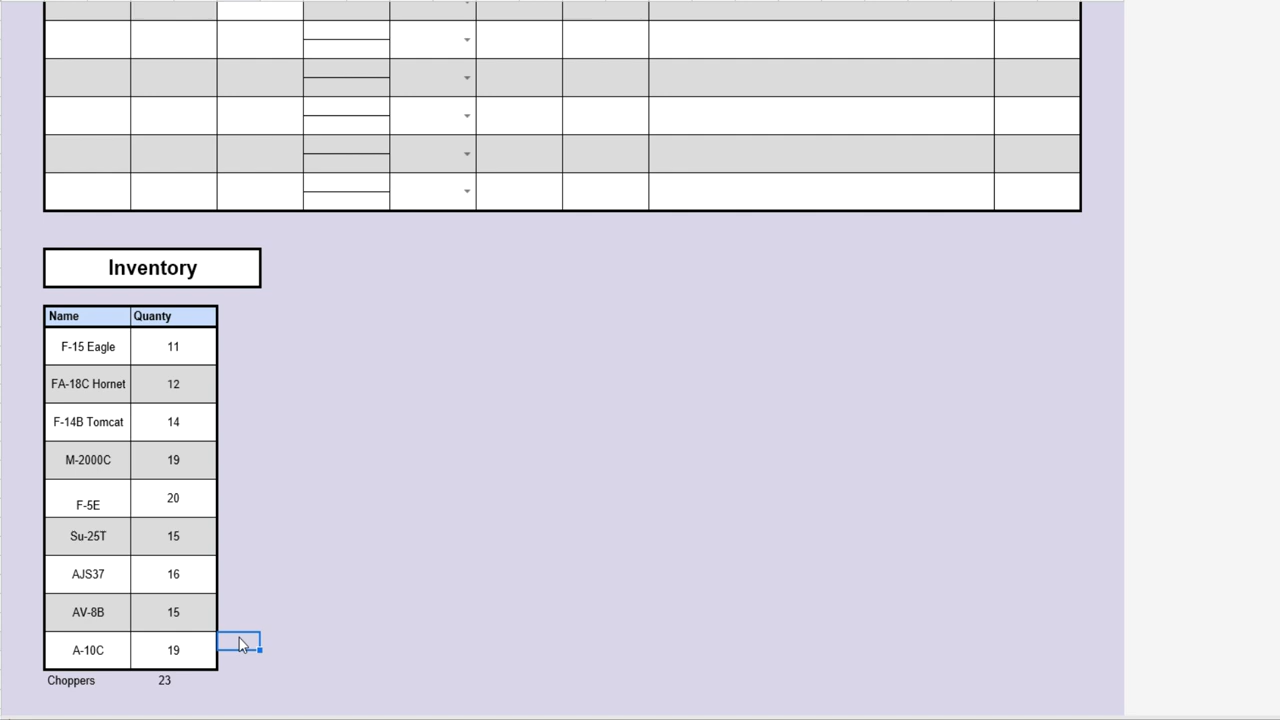 Inventory
Name Quanty
F-15 Eagle 11
FA-18C Hornet 12
F-14B Tomcat 14
M-2000C 19
F-5E 20
Su-25T 15
AJS37 16
AV-8B 15
A-10C 19
Choppers 23